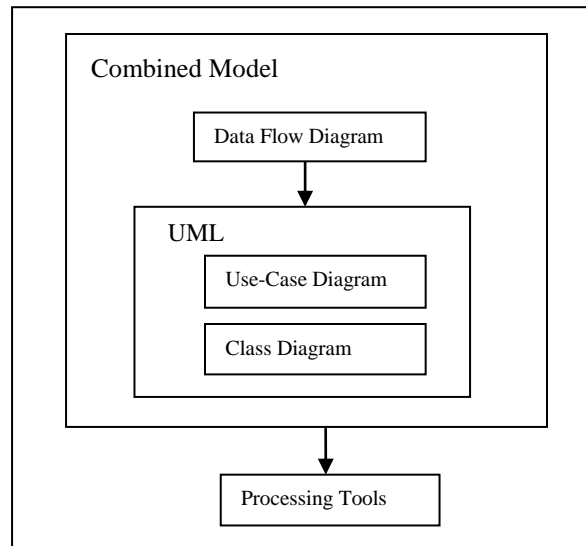 Combined Model
Data Flow Diagram
UML
Use-Case Diagram
Class Diagram
Processing Tools